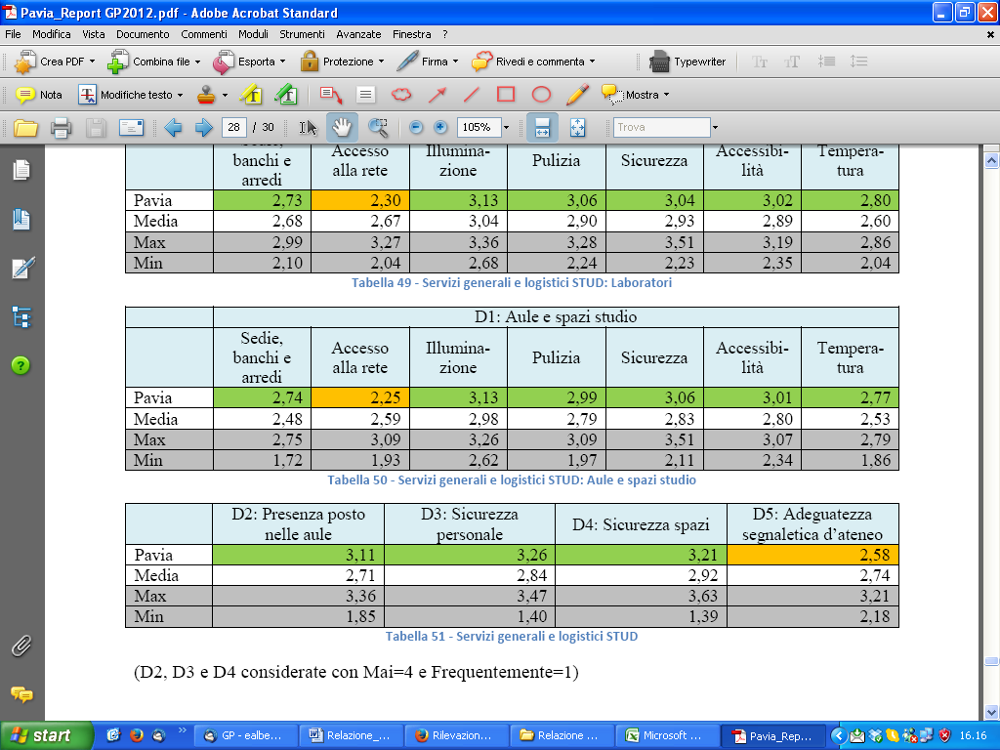 Pavia_Report GP2012.pdf - Adobe Acrobat Standard
File Modifica Vista Documento Commenti Moduli Strumenti Avanzate Finestra ?
Crea PDF Combina file Esporta Protezione Firma Rivedi e commenta Typewriter
Nota Modifiche testo Mostra
28 / 30 105% Trova
Sedie, banchi e arredi Accesso alla rete Illumina-zione Pulizia Sicurezza Accessibi-lità Tempera-tura
Pavia 2,73 2,30 3,13 3,06 3,04 3,02 2,80
Media 2,68 2,67 3,04 2,90 2,93 2,89 2,60
Max 2,99 3,27 3,36 3,28 3,51 3,19 2,86
Min 2,10 2,04 2,68 2,24 2,23 2,35 2,04
Tabella 49 - Servizi generali e logistici STUD: Laboratori
D1: Aule e spazi studio
Sedie, banchi e arredi Accesso alla rete Illumina-zione Pulizia Sicurezza Accessibi-lità Tempera-tura
Pavia 2,74 2,25 3,13 2,99 3,06 3,01 2,77
Media 2,48 2,59 2,98 2,79 2,83 2,80 2,53
Max 2,75 3,09 3,26 3,09 3,51 3,07 2,79
Min 1,72 1,93 2,62 1,97 2,11 2,34 1,86
Tabella 50 - Servizi generali e logistici STUD: Aule e spazi studio
D2: Presenza posto nelle aule D3: Sicurezza personale D4: Sicurezza spazi D5: Adeguatezza segnaletica d'ateneo
Pavia 3,11 3,26 3,21 2,58
Media 2,71 2,84 2,92 2,74
Max 3,36 3,47 3,63 3,21
Min 1,85 1,40 1,39 2,18
Tabella 51 - Servizi generali e logistici STUD
(D2, D3 e D4 considerate con Mai=4 e Frequentemente=1)
start GP - ealbe... Relazione_... Rilevazion... Relazione ... Microsoft ... Pavia_Rep... 16.16